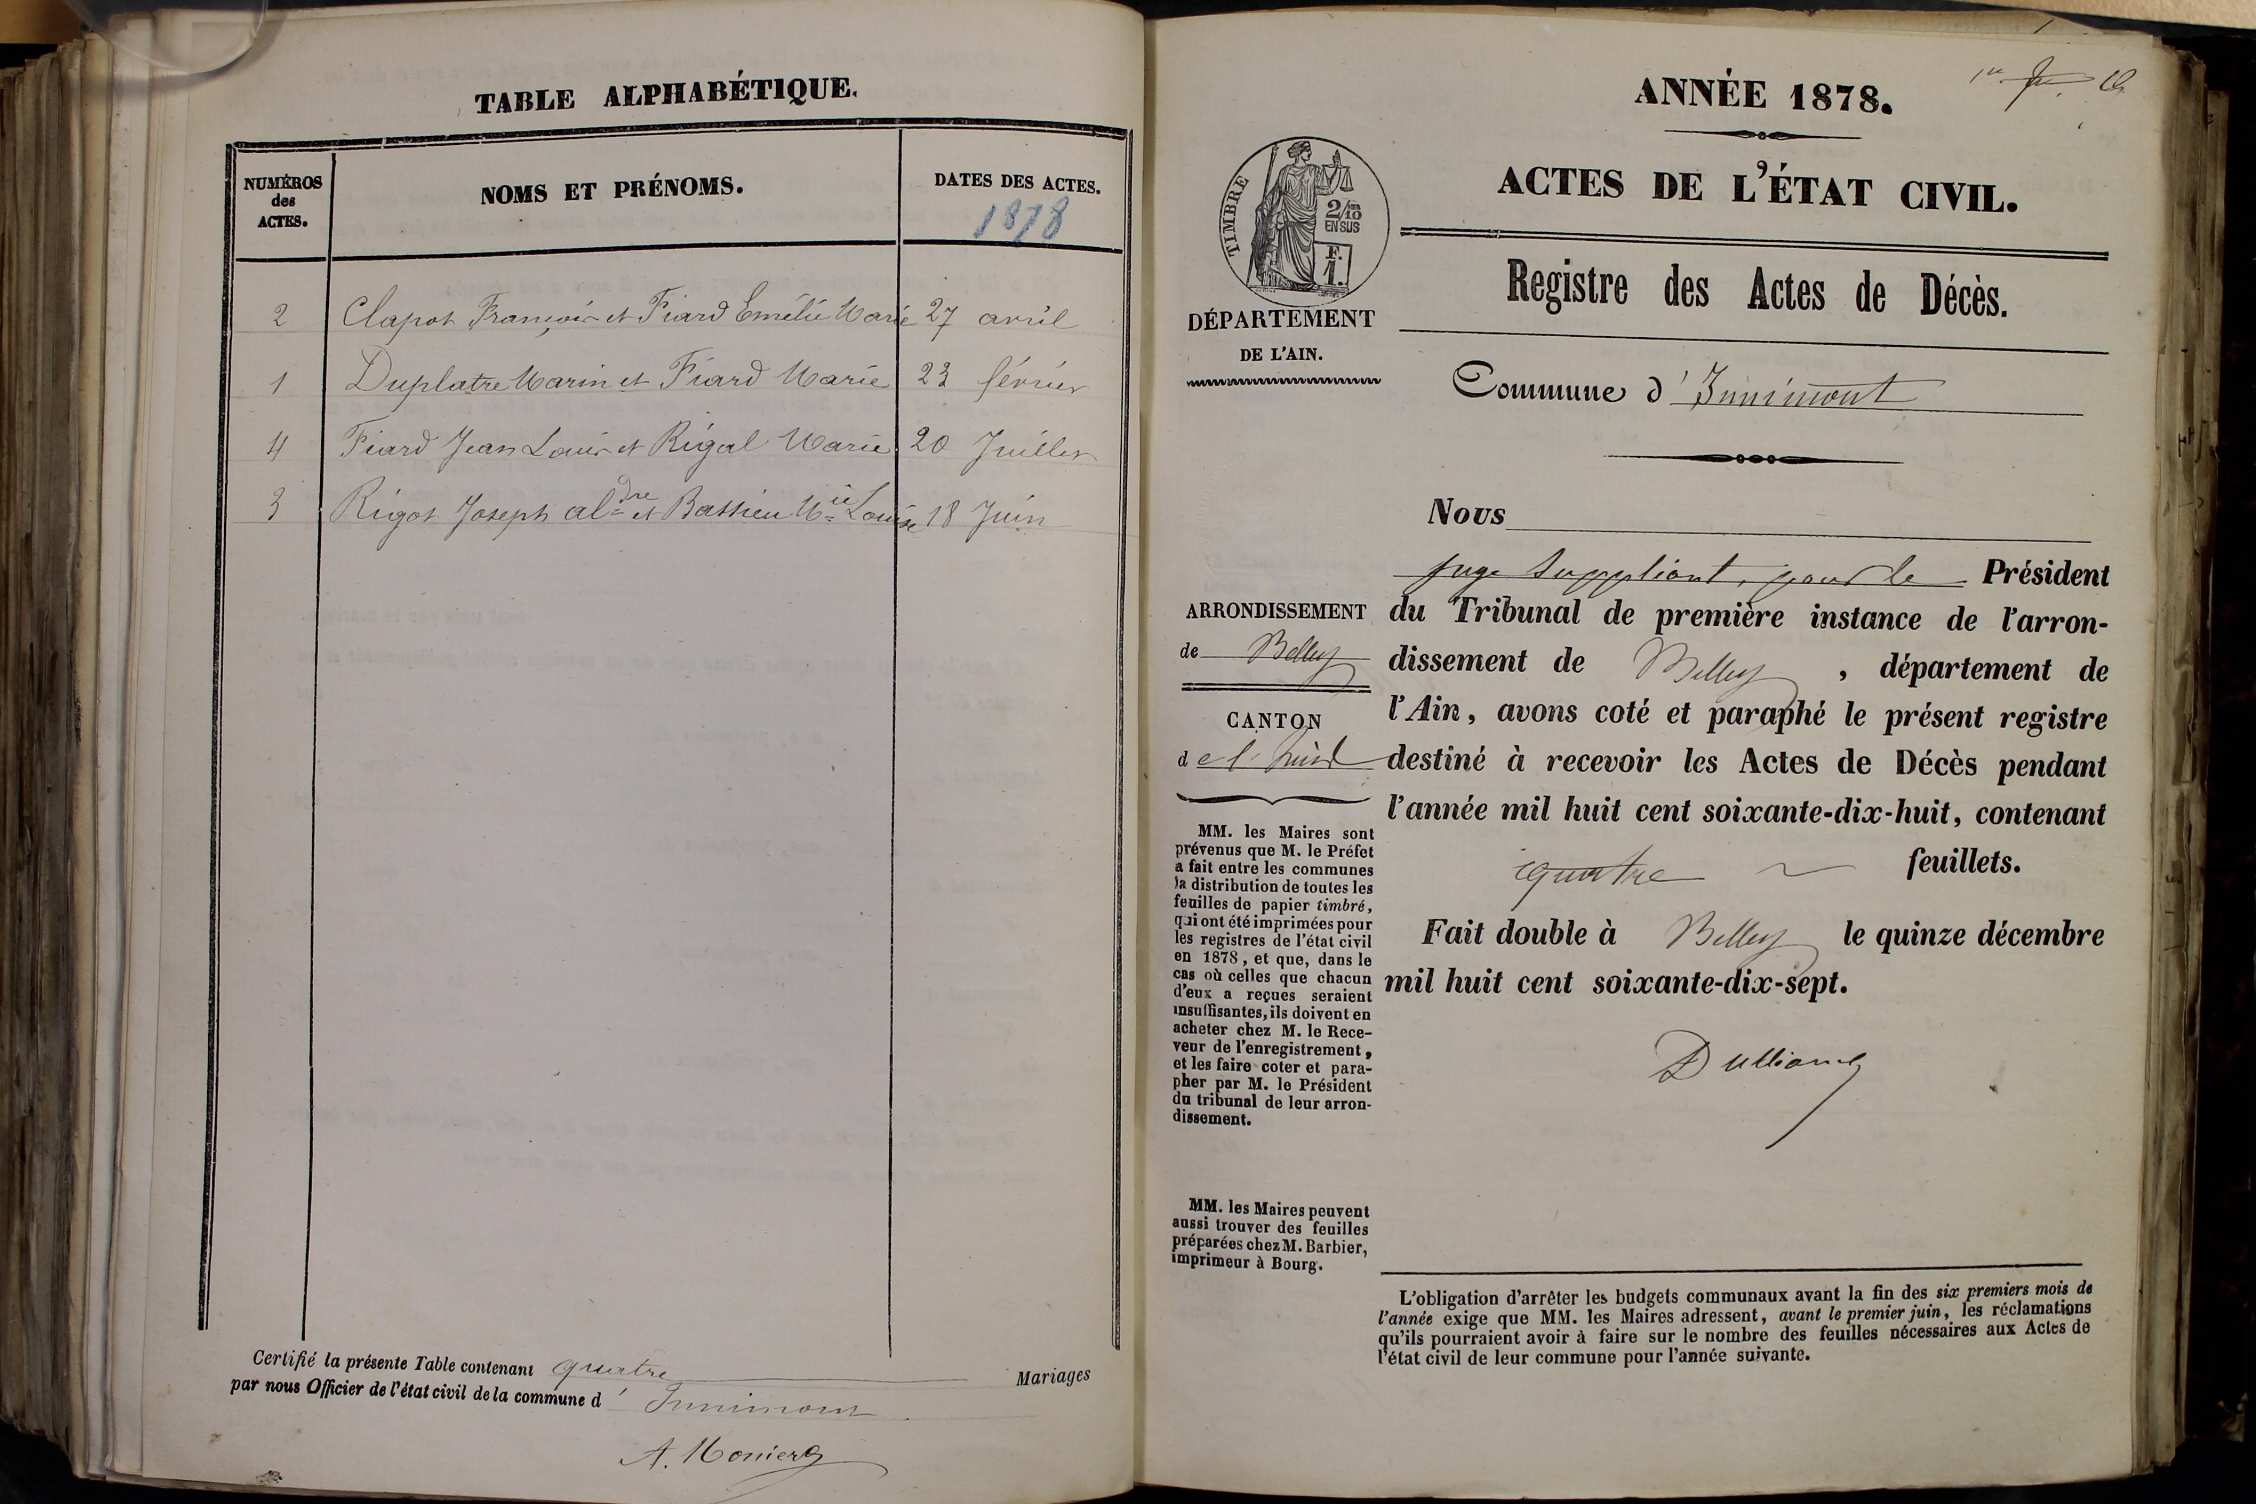 TABLE ALPHABÉTIQUE.
NUMÉROS
des
ACTES.
NOMS ET PRÉNOMS.
DATES DES ACTES.
1878
2 Clapot François et Fiard Emélie Marie 27 avril
1 Duplatre Marin et Fiard Marie 23 février
4 Fiard Jean Louis et Rigal Marie 20 Juillet
3 Rigot Joseph aldre et Bathieu Mie Louise 18 Juin
Certifié la présente Table contenant quatre Mariages
par nous Officier de l'état civil de la commune d' Innimont
A. Monier
ANNÉE 1878.
ACTES DE L'ÉTAT CIVIL.
TIMBRE
2/10
EN SUS
F.
1.
DÉPARTEMENT
DE L'AIN.
Registre des Actes de Décès.
Commune d' Innimont
Nous
juge suppléant, pour le Président
du Tribunal de première instance de l'arron-
dissement de Belley, département de
l'Ain, avons coté et paraphé le présent registre
destiné à recevoir les Actes de Décès pendant
l'année mil huit cent soixante-dix-huit, contenant
quatre feuillets.
Fait double à Belley le quinze décembre
mil huit cent soixante-dix-sept.
ARRONDISSEMENT
de Belley
CANTON
d
MM. les Maires sont
prévenus que M. le Préfet
a fait entre les communes
la distribution de toutes les
feuilles de papier timbré,
qui ont été imprimées pour
les registres de l'état civil
en 1878, et que, dans le
cas où celles que chacun
d'eux a reçues seraient
insuffisantes, ils doivent en
acheter chez M. le Rece-
veur de l'enregistrement,
et les faire coter et para-
pher par M. le Président
du tribunal de leur arron-
dissement.
MM. les Maires peuvent
aussi trouver des feuilles
préparées chez M. Barbier,
imprimeur à Bourg.
L'obligation d'arrêter les budgets communaux avant la fin des six premiers mois de
l'année exige que MM. les Maires adressent, avant le premier juin, les réclamations
qu'ils pourraient avoir à faire sur le nombre des feuilles nécessaires aux Actes de
l'état civil de leur commune pour l'année suivante.